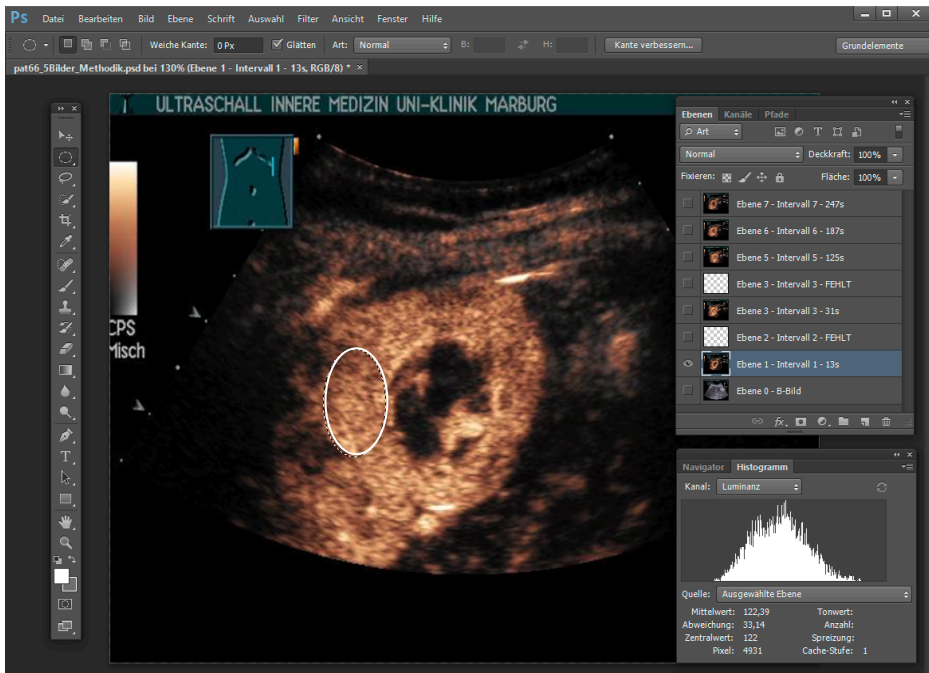 Ps Datei Bearbeiten Bild Ebene Schrift Auswahl Filter Ansicht Fenster Hilfe
Weiche Kante: 0 Px Glätten Art: Normal B: H: Kante verbessern... Grundelemente
pat66_5Bilder_Methodik.psd bei 130% (Ebene 1 - Intervall 1 - 13s, RGB/8) *
ULTRASCHALL INNERE MEDIZIN UNI-KLINIK MARBURG
CPS
Misch
Ebenen Kanäle Pfade
Art
Normal Deckkraft: 100%
Fixieren: Fläche: 100%
Ebene 7 - Intervall 7 - 247s
Ebene 6 - Intervall 6 - 187s
Ebene 5 - Intervall 5 - 125s
Ebene 3 - Intervall 3 - FEHLT
Ebene 3 - Intervall 3 - 31s
Ebene 2 - Intervall 2 - FEHLT
Ebene 1 - Intervall 1 - 13s
Ebene 0 - B-Bild
fx.
Navigator Histogramm
Kanal: Luminanz
Quelle: Ausgewählte Ebene
Mittelwert: 122,39 Tonwert:
Abweichung: 33,14 Anzahl:
Zentralwert: 122 Spreizung:
Pixel: 4931 Cache-Stufe: 1